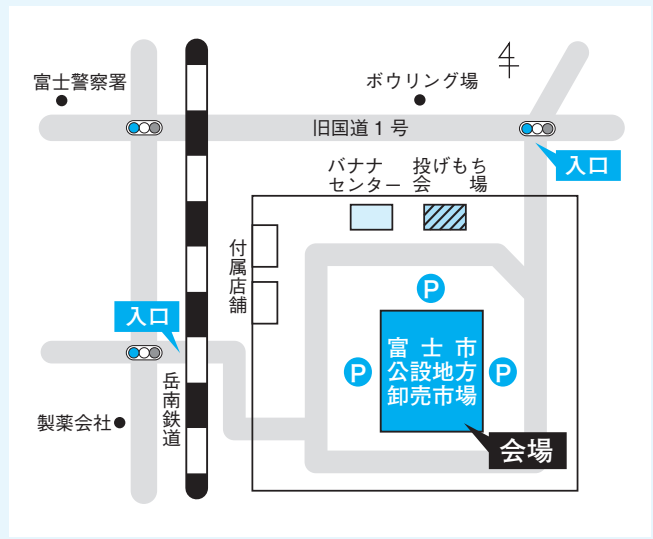 富士警察署
ボウリング場
旧国道1号
入口
バナナ
センター
投げもち
会場
付属店舗
P
入口
富士市
公設地方
卸売市場
P
P
岳南鉄道
製薬会社
会場